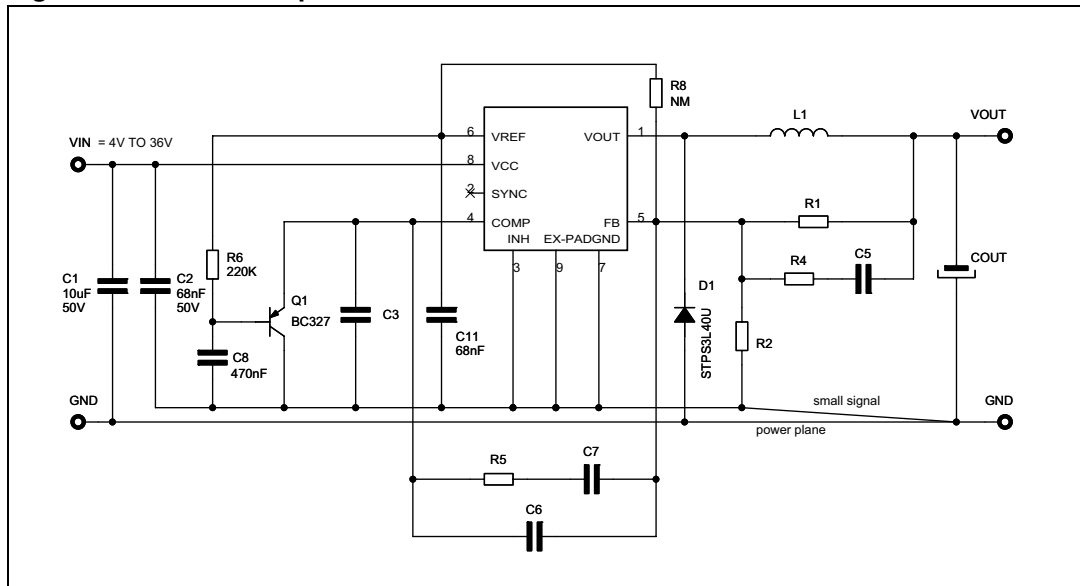 R8
NM
L1
VOUT
VIN = 4V TO 36V
6
VREF
VOUT
1
8
VCC
2
SYNC
4
COMP
FB
5
INH
EX-PAD
GND
3
9
7
R1
R4
C5
COUT
R6
220K
C1
10uF
50V
C2
68nF
50V
Q1
BC327
C3
C11
68nF
D1
STPS3L40U
R2
C8
470nF
GND
small signal
GND
power plane
R5
C7
C6